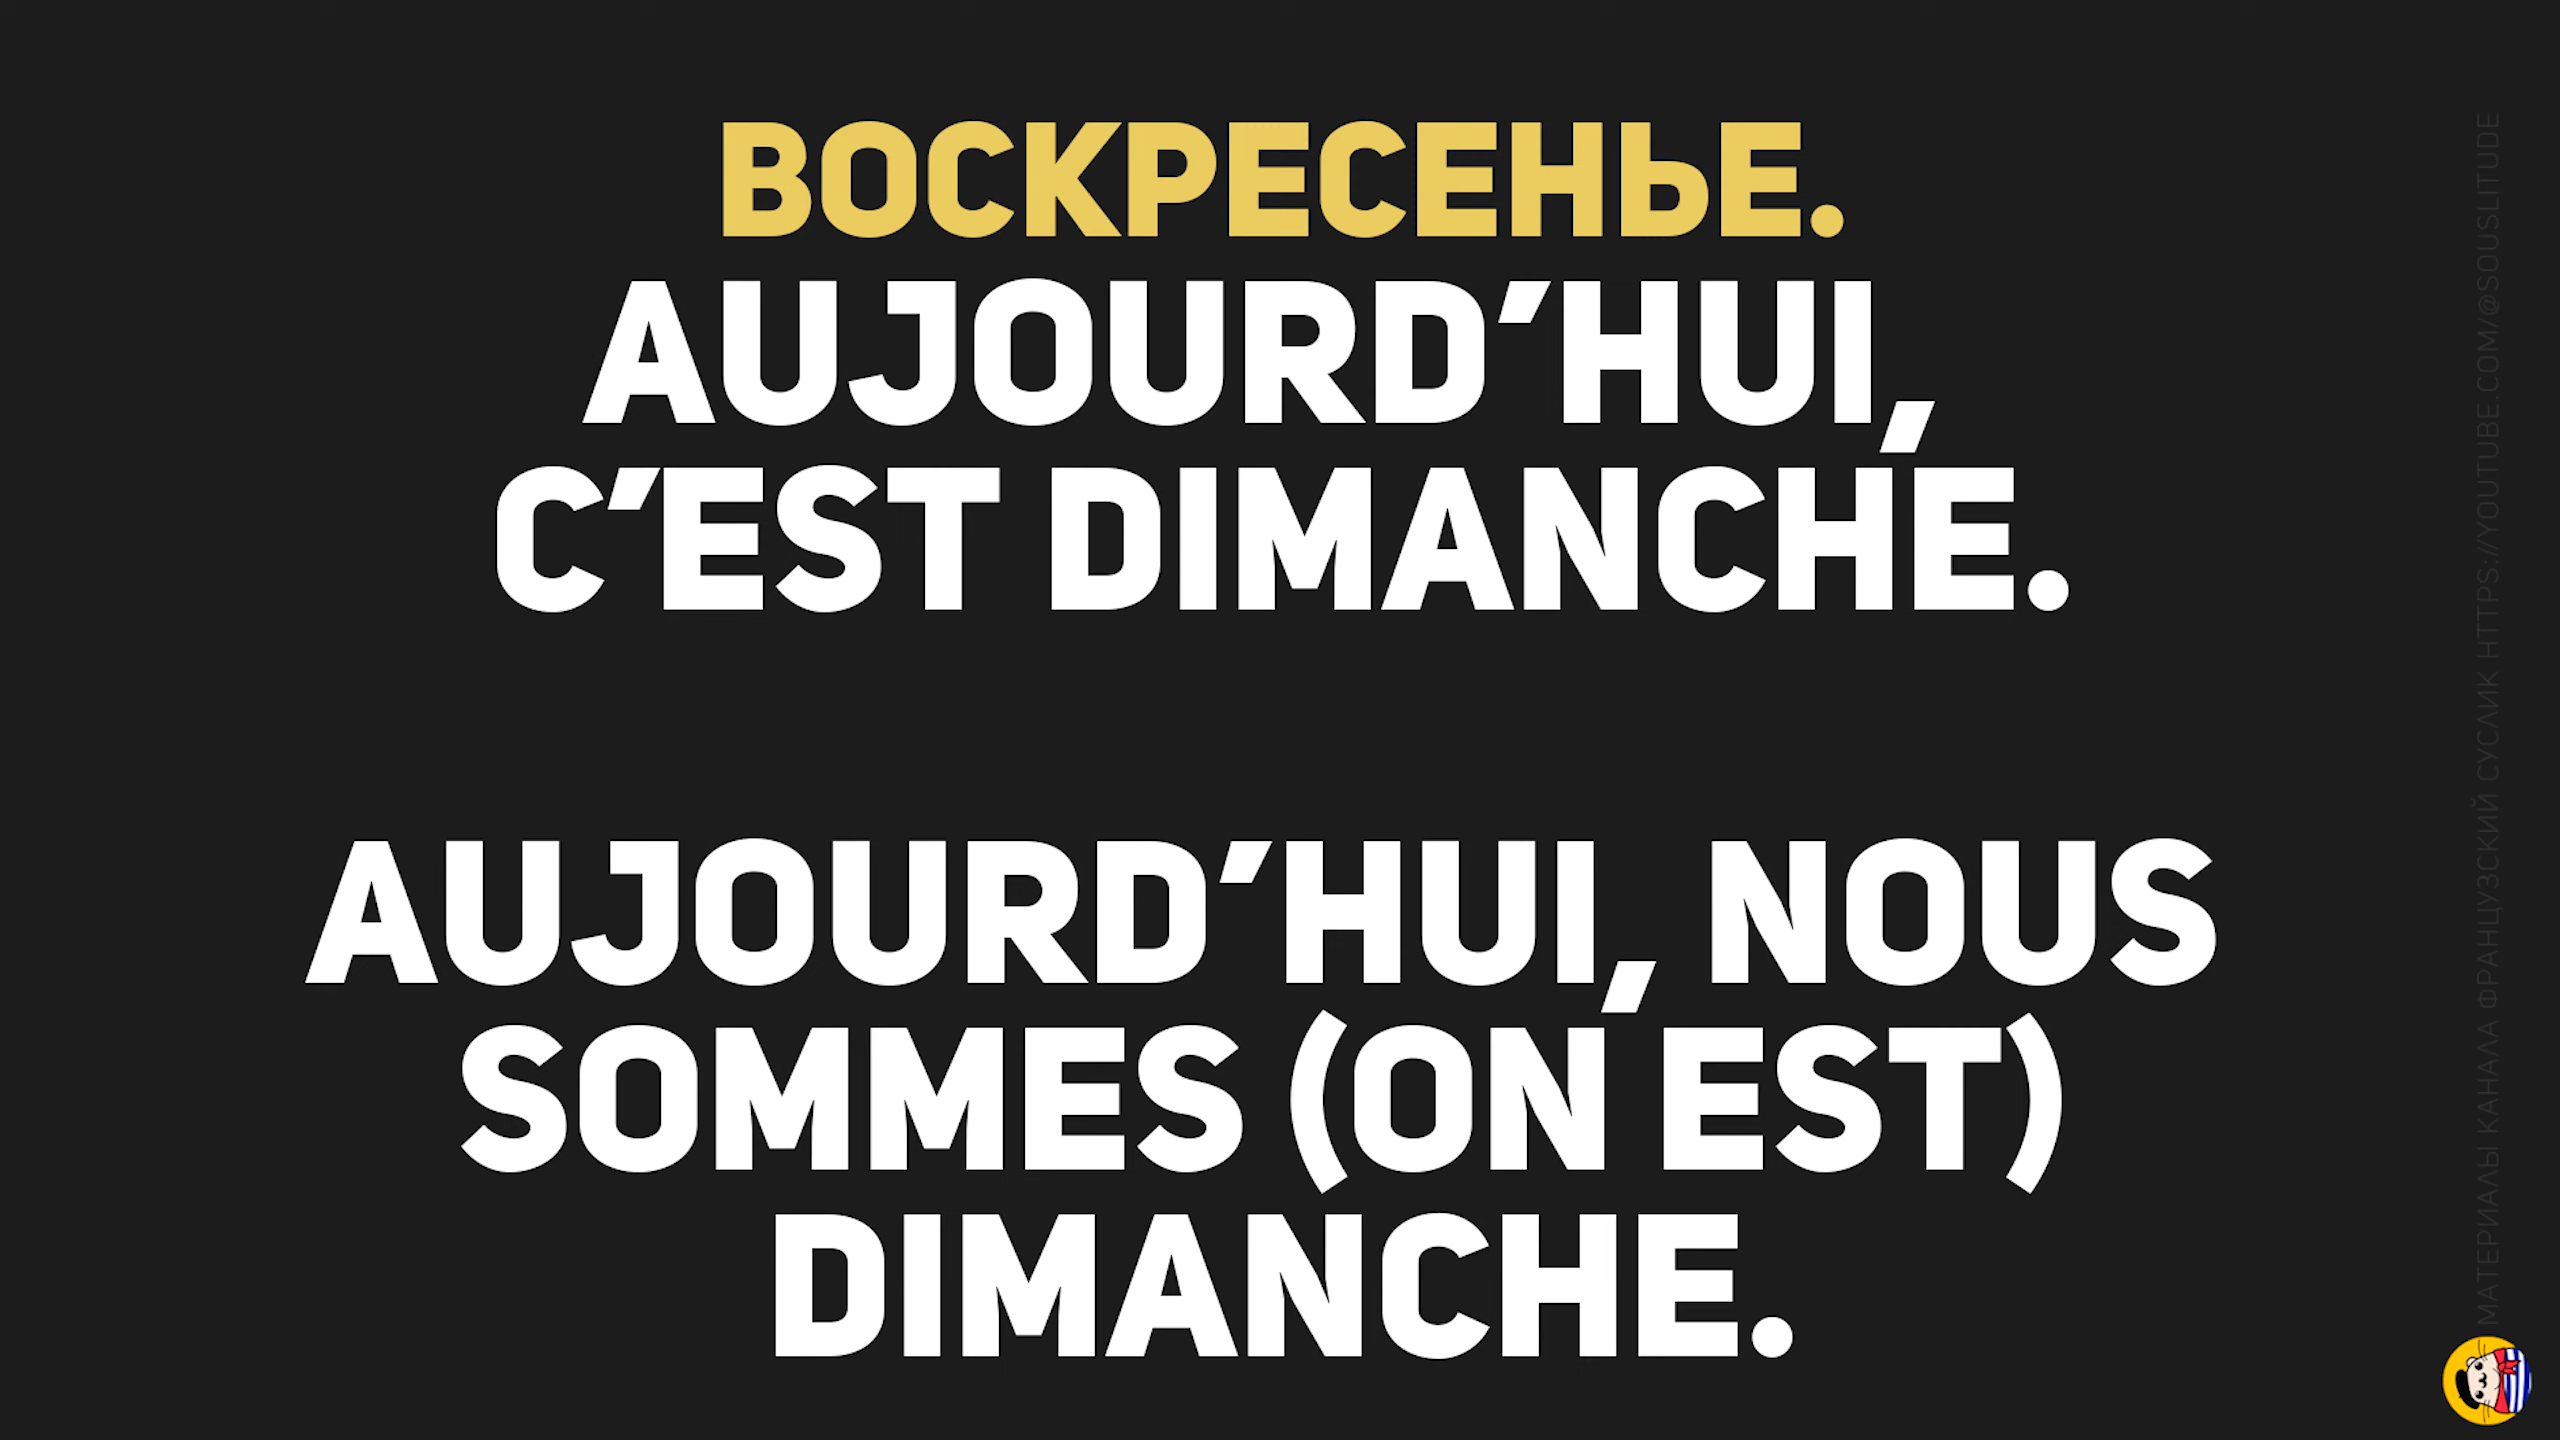 ВОСКРЕСЕНЬЕ.
AUJOURD’HUI,
C’EST DIMANCHE.
AUJOURD’HUI, NOUS
SOMMES (ON EST)
DIMANCHE.
МАТЕРИАЛЫ КАНАЛА ФРАНЦУЗСКИЙ СУСЛИК HTTPS://YOUTUBE.COM/@SOUSLITUDE